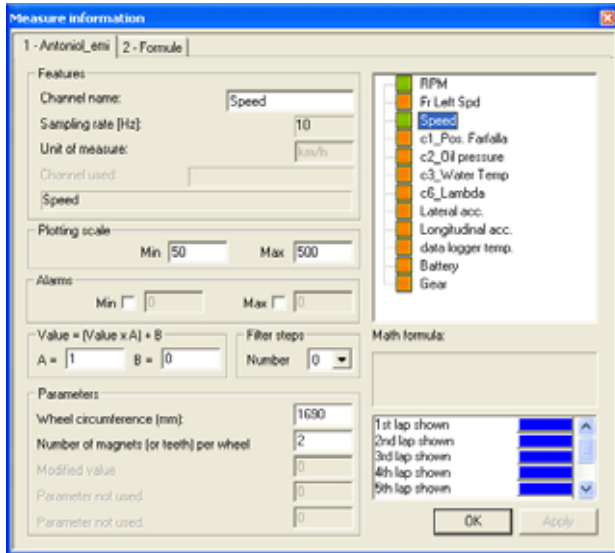 Measure information
1 - Antoniol_emi
2 - Formule
Features
Channel name: Speed
Sampling rate [Hz]: 10
Unit of measure: km/h
Channel used
Speed
Plotting scale
Min 50 Max 500
Alarms
Min 0 Max 0
Value = (Value x A) + B
A = 1 B = 0
Filter steps
Number 0
Parameters
Wheel circumference (mm): 1690
Number of magnets (or teeth) per wheel 2
Modified value 0
Parameter not used 0
Parameter not used 0
RPM
Fr Left Spd
Speed
c1_Pos. Farfalla
c2_Oil pressure
c3_Water Temp
c6_Lambda
Lateral acc.
Longitudinal acc.
data logger temp.
Battery
Gear
Math formula:
1st lap shown
2nd lap shown
3rd lap shown
4th lap shown
5th lap shown
OK Apply